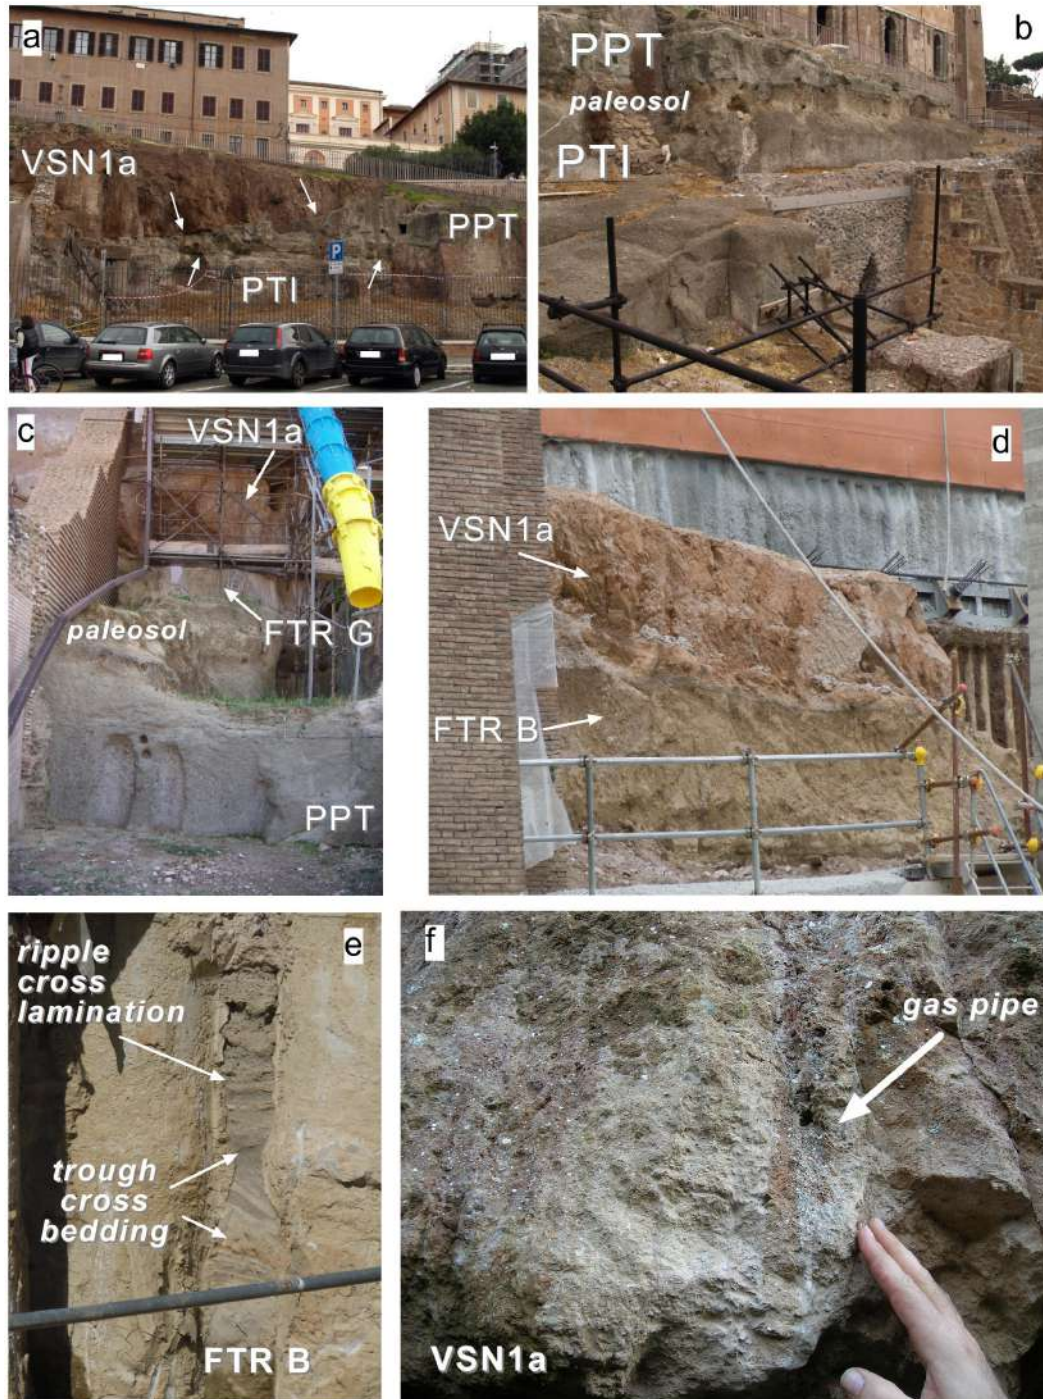 a
VSN1a
PPT
PTI
P
b
PPT
paleosol
PTI
c
VSN1a
paleosol
FTR G
PPT
d
VSN1a
FTR B
e
ripple
cross
lamination
trough
cross
bedding
FTR B
f
gas pipe
VSN1a